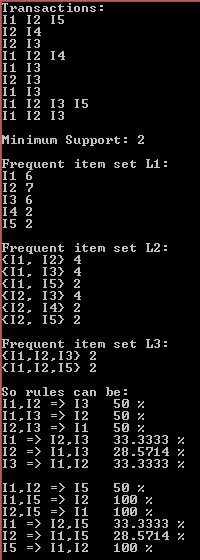 Transactions:
I1 I2 I5
I2 I4
I2 I3
I1 I2 I4
I1 I3
I2 I3
I1 I3
I1 I2 I3 I5
I1 I2 I3
Minimum Support: 2
Frequent item set L1:
I1 6
I2 7
I3 6
I4 2
I5 2
Frequent item set L2:
{I1, I2} 4
{I1, I3} 4
{I1, I5} 2
{I2, I3} 4
{I2, I4} 2
{I2, I5} 2
Frequent item set L3:
{I1,I2,I3} 2
{I1,I2,I5} 2
So rules can be:
I1,I2 => I3 50 %
I1,I3 => I2 50 %
I2,I3 => I1 50 %
I1 => I2,I3 33.3333 %
I2 => I1,I3 28.5714 %
I3 => I1,I2 33.3333 %
I1,I2 => I5 50 %
I1,I5 => I2 100 %
I2,I5 => I1 100 %
I1 => I2,I5 33.3333 %
I2 => I1,I5 28.5714 %
I5 => I1,I2 100 %